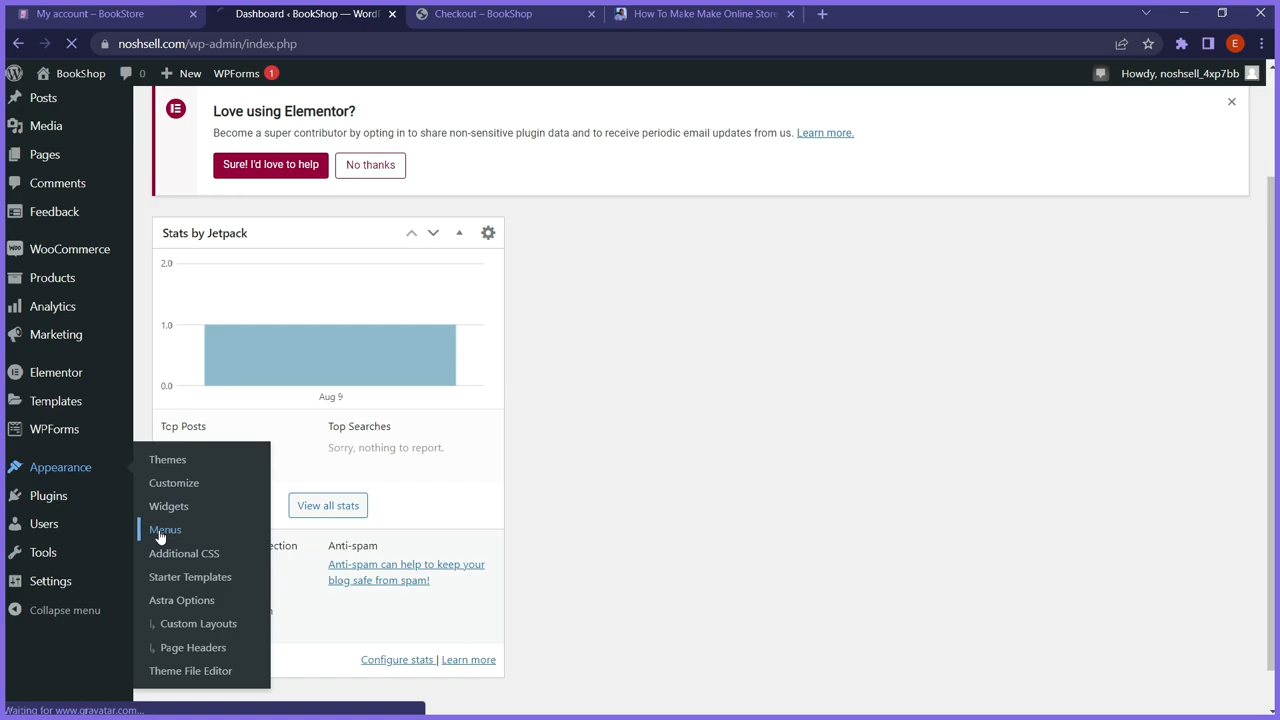 My account – BookStore
Dashboard ‹ BookShop — WordP
Checkout – BookShop
How To Make Make Online Store
noshsell.com/wp-admin/index.php
E
BookShop
0
New
WPForms
1
Howdy, noshsell_4xp7bb
Posts
Media
Pages
Comments
Feedback
WooCommerce
Products
Analytics
Marketing
Elementor
Templates
WPForms
Appearance
Plugins
Users
Tools
Settings
Collapse menu
Themes
Customize
Widgets
Menus
Additional CSS
Starter Templates
Astra Options
Custom Layouts
Page Headers
Theme File Editor
Love using Elementor?
Become a super contributor by opting in to share non-sensitive plugin data and to receive periodic email updates from us. Learn more.
Sure! I'd love to help
No thanks
Stats by Jetpack
2.0
1.0
0.0
Aug 9
Top Posts
Top Searches
Sorry, nothing to report.
View all stats
Anti-spam
Anti-spam can help to keep your
blog safe from spam!
Configure stats | Learn more
Waiting for www.gravatar.com...